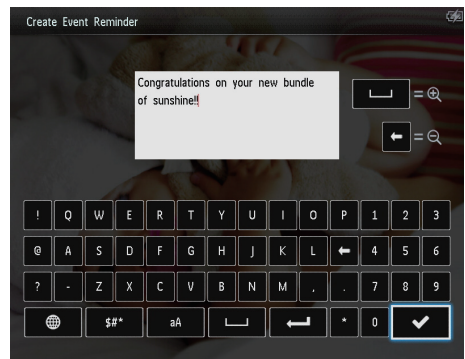 Create Event Reminder
Congratulations on your new bundle
of sunshine!!
=
=
! Q W E R T Y U I O P 1 2 3
@ A S D F G H J K L 4 5 6
? - Z X C V B N M , . 7 8 9
$#* aA * 0